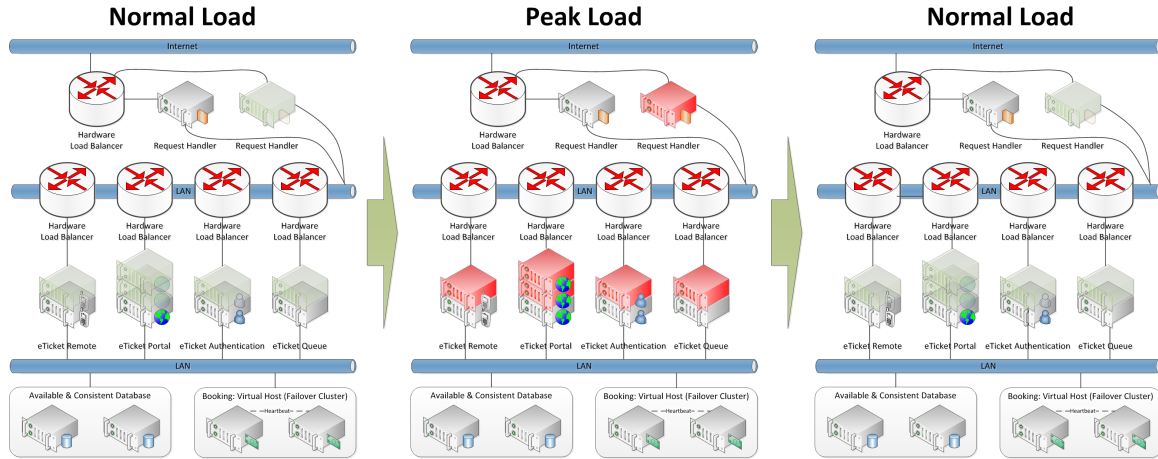 Normal Load
Peak Load
Normal Load
Internet
Internet
Internet
Hardware
Load Balancer
Request Handler
Request Handler
Hardware
Load Balancer
Request Handler
Request Handler
Hardware
Load Balancer
Request Handler
Request Handler
LAN
LAN
LAN
Hardware
Load Balancer
Hardware
Load Balancer
Hardware
Load Balancer
Hardware
Load Balancer
Hardware
Load Balancer
Hardware
Load Balancer
Hardware
Load Balancer
Hardware
Load Balancer
Hardware
Load Balancer
Hardware
Load Balancer
Hardware
Load Balancer
Hardware
Load Balancer
eTicket Remote
eTicket Portal
eTicket Authentication
eTicket Queue
eTicket Remote
eTicket Portal
eTicket Authentication
eTicket Queue
eTicket Remote
eTicket Portal
eTicket Authentication
eTicket Queue
LAN
LAN
LAN
Available & Consistent Database
Booking: Virtual Host (Failover Cluster)
Heartbeat
Available & Consistent Database
Booking: Virtual Host (Failover Cluster)
Heartbeat
Available & Consistent Database
Booking: Virtual Host (Failover Cluster)
Heartbeat